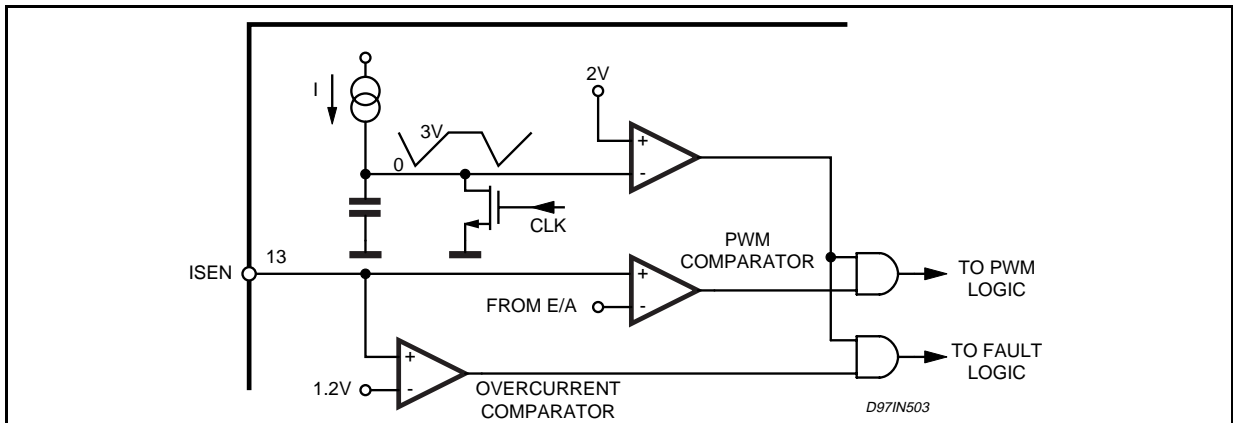 2V
I
3V
0
+
-
CLK
PWM
COMPARATOR
ISEN
13
+
-
FROM E/A
TO PWM
LOGIC
+
-
1.2V
OVERCURRENT
COMPARATOR
TO FAULT
LOGIC
D97IN503